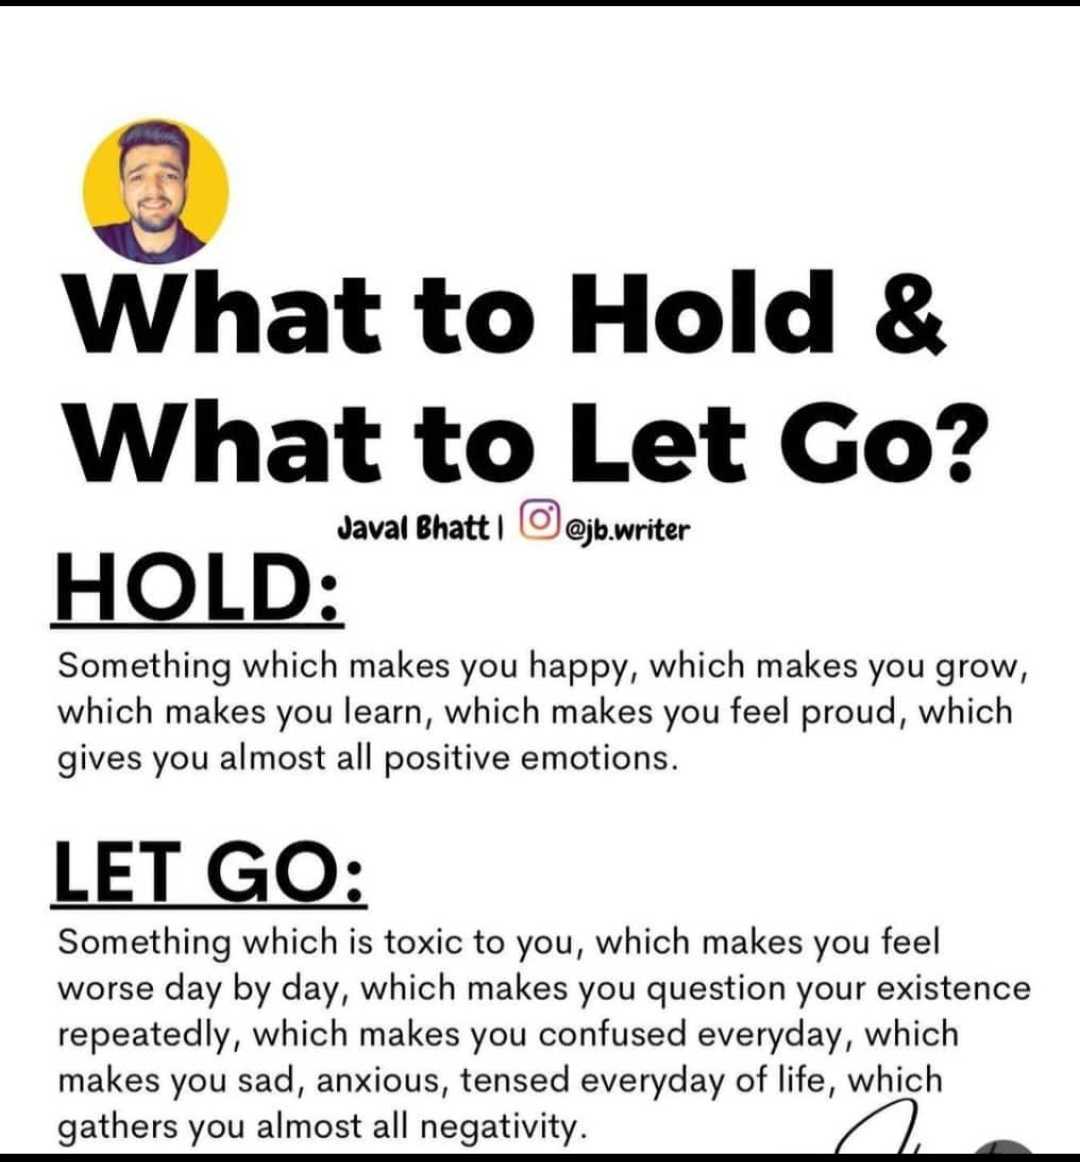 What to Hold &
What to Let Go?
Javal Bhatt | @jb.writer
HOLD:
Something which makes you happy, which makes you grow,
which makes you learn, which makes you feel proud, which
gives you almost all positive emotions.
LET GO:
Something which is toxic to you, which makes you feel
worse day by day, which makes you question your existence
repeatedly, which makes you confused everyday, which
makes you sad, anxious, tensed everyday of life, which
gathers you almost all negativity.